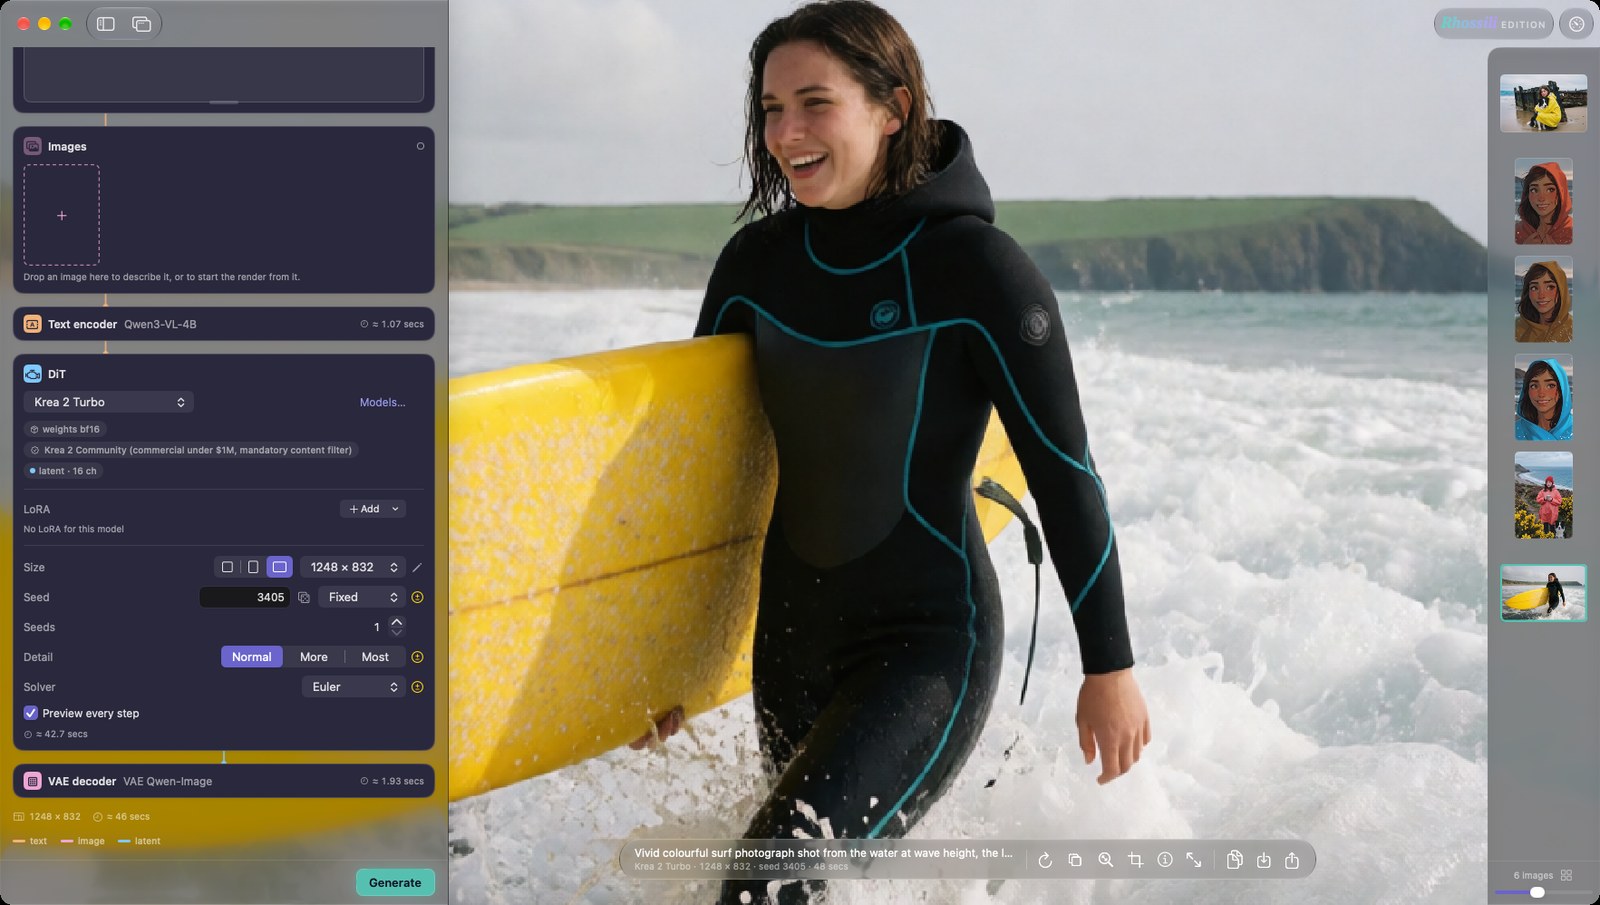 Rhossili EDITION
Images
Drop an image here to describe it, or to start the render from it.
Text encoder Qwen3-VL-4B ≈ 1.07 secs
DiT
Krea 2 Turbo Models...
weights bf16
Krea 2 Community (commercial under $1M, mandatory content filter)
latent · 16 ch
LoRA + Add
No LoRA for this model
Size 1248 × 832
Seed 3405 Fixed
Seeds 1
Detail Normal More Most
Solver Euler
Preview every step
≈ 42.7 secs
VAE decoder VAE Qwen-Image ≈ 1.93 secs
1248 × 832 ≈ 46 secs
text image latent
Generate
Vivid colourful surf photograph shot from the water at wave height, the l...
Krea 2 Turbo · 1248 × 832 · seed 3405 · 48 secs
6 images